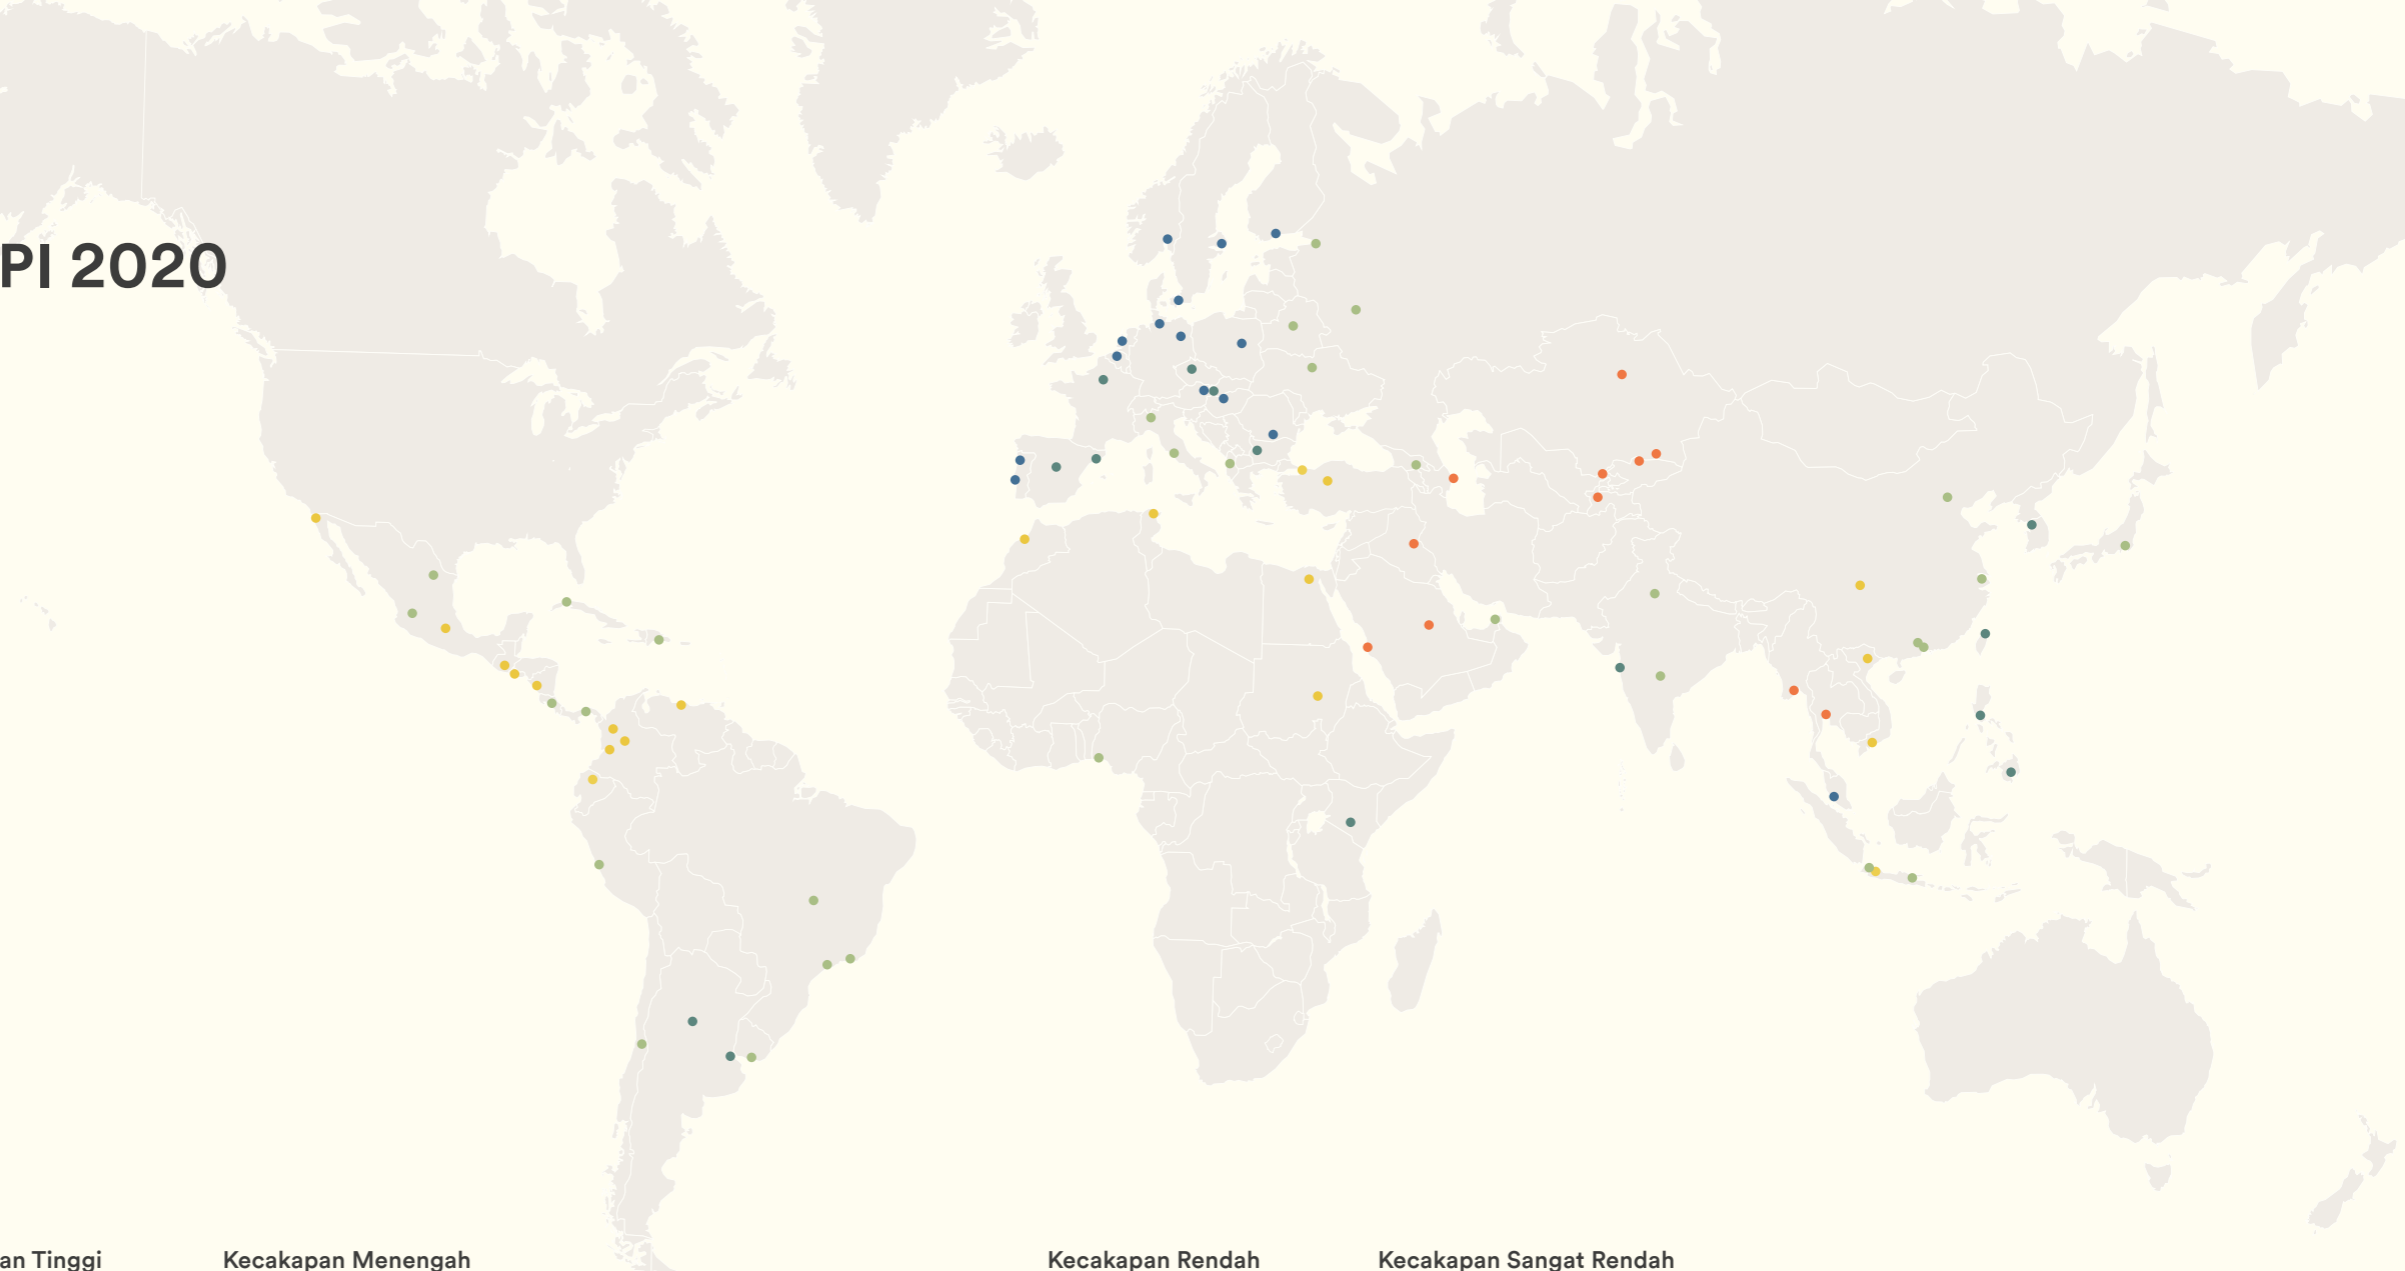 PI 2020
an Tinggi
Kecakapan Menengah
Kecakapan Rendah
Kecakapan Sangat Rendah